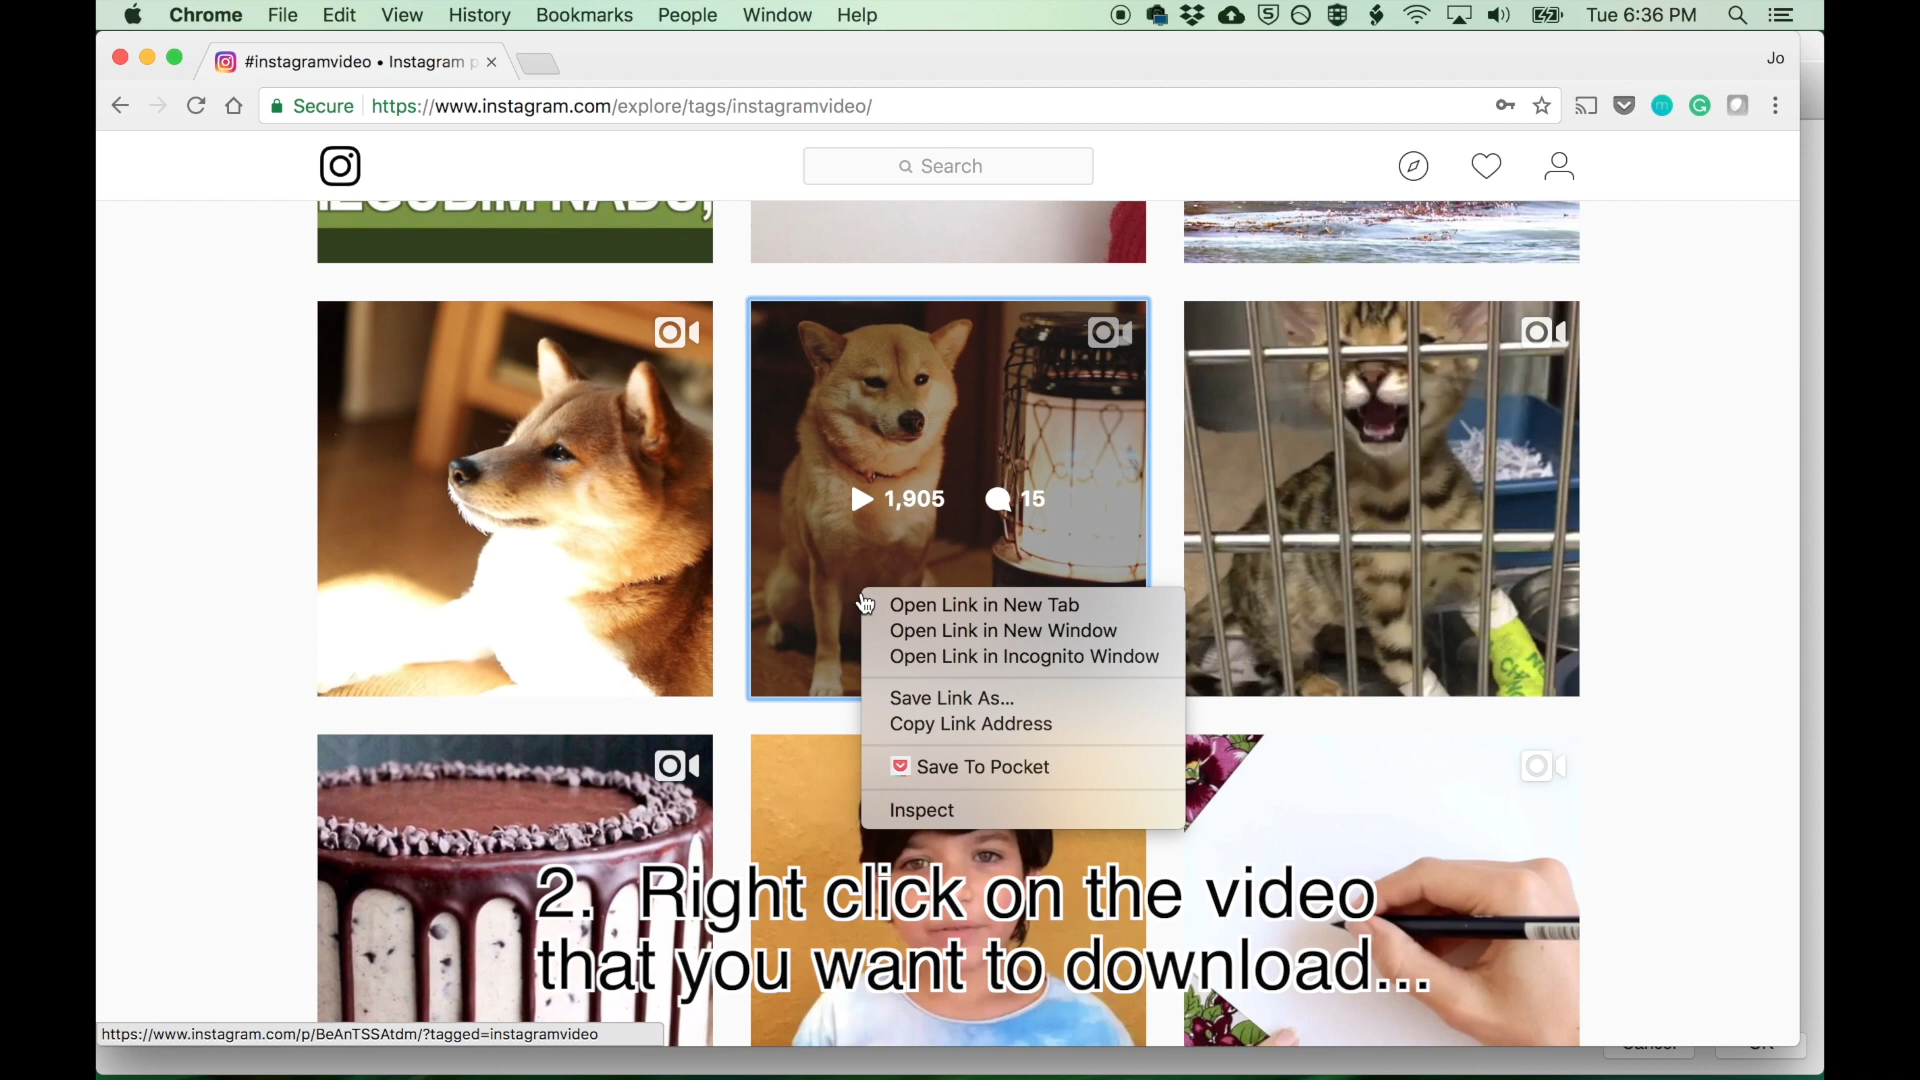 Chrome File Edit View History Bookmarks People Window Help Tue 6:36 PM
#instagramvideo • Instagram p
Jo
Secure https://www.instagram.com/explore/tags/instagramvideo/
Search
1,905 15
Open Link in New Tab
Open Link in New Window
Open Link in Incognito Window
Save Link As...
Copy Link Address
Save To Pocket
Inspect
2. Right click on the video
that you want to download...
https://www.instagram.com/p/BeAnTSSAtdm/?tagged=instagramvideo